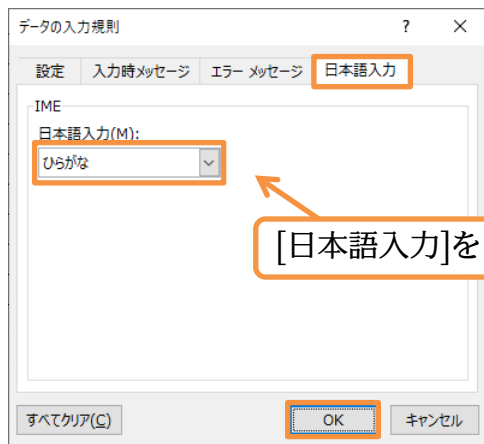 データの入力規則 ? ×
設定 入力時メッセージ エラー メッセージ 日本語入力
IME
日本語入力(M):
ひらがな
[日本語入力]を
すべてクリア(C) OK キャンセル